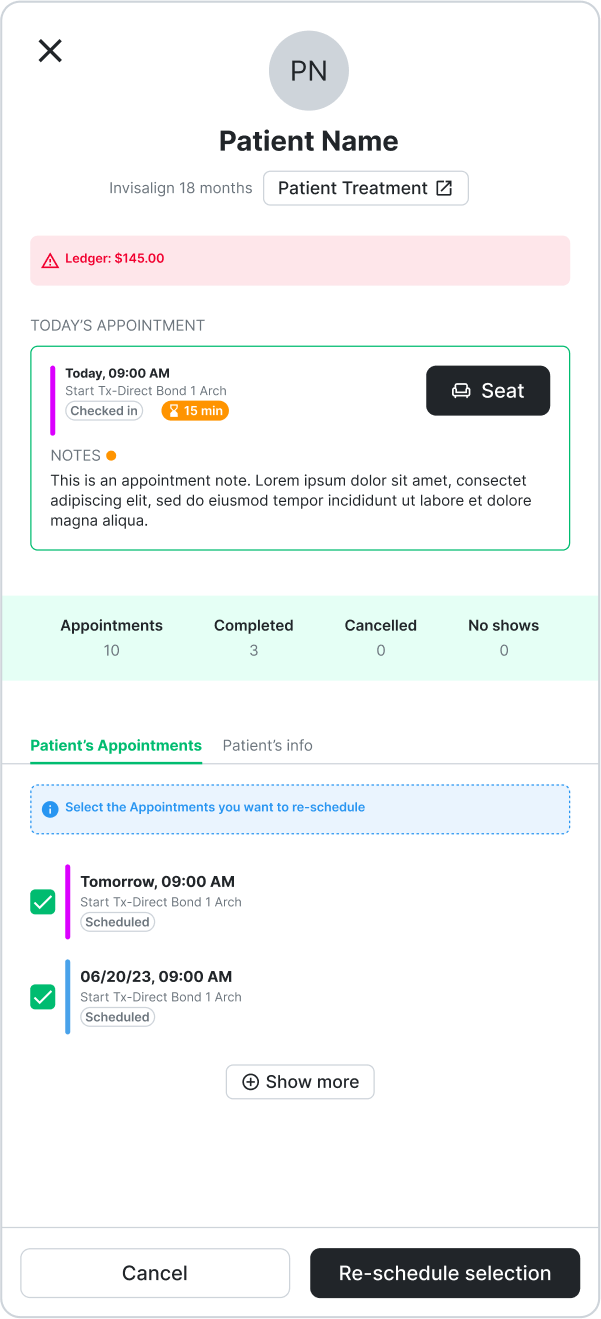 PN
Patient Name
Invisalign 18 months
Patient Treatment
Ledger: $145.00
TODAY’S APPOINTMENT
Today, 09:00 AM
Start Tx-Direct Bond 1 Arch
Checked in
15 min
Seat
NOTES
This is an appointment note. Lorem ipsum dolor sit amet, consectet
adipiscing elit, sed do eiusmod tempor incididunt ut labore et dolore
magna aliqua.
Appointments Completed Cancelled No shows
10 3 0 0
Patient’s Appointments Patient’s info
Select the Appointments you want to re-schedule
Tomorrow, 09:00 AM
Start Tx-Direct Bond 1 Arch
Scheduled
06/20/23, 09:00 AM
Start Tx-Direct Bond 1 Arch
Scheduled
Show more
Cancel
Re-schedule selection